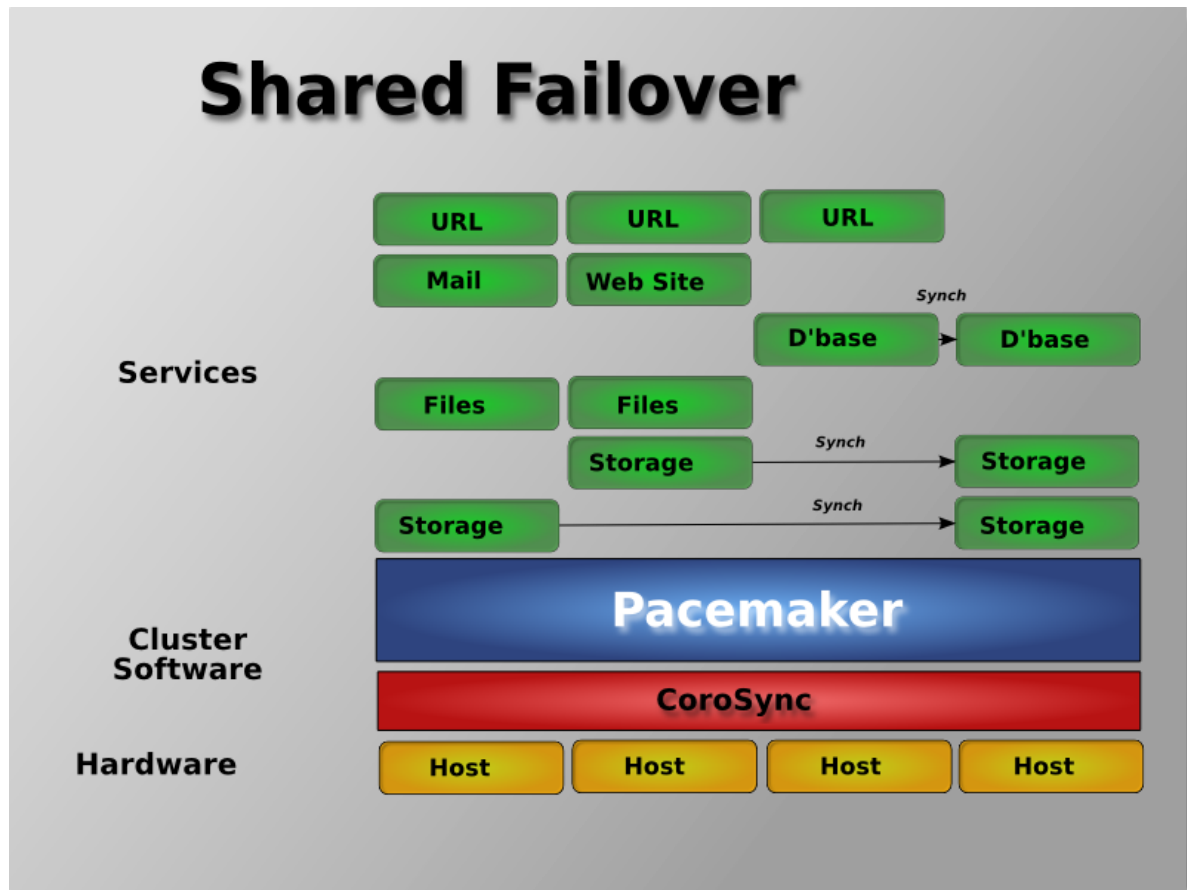 Shared Failover
URL
URL
URL
Mail
Web Site
Synch
D'base
D'base
Services
Files
Files
Synch
Storage
Storage
Synch
Storage
Storage
Pacemaker
Cluster
Software
CoroSync
Hardware
Host
Host
Host
Host